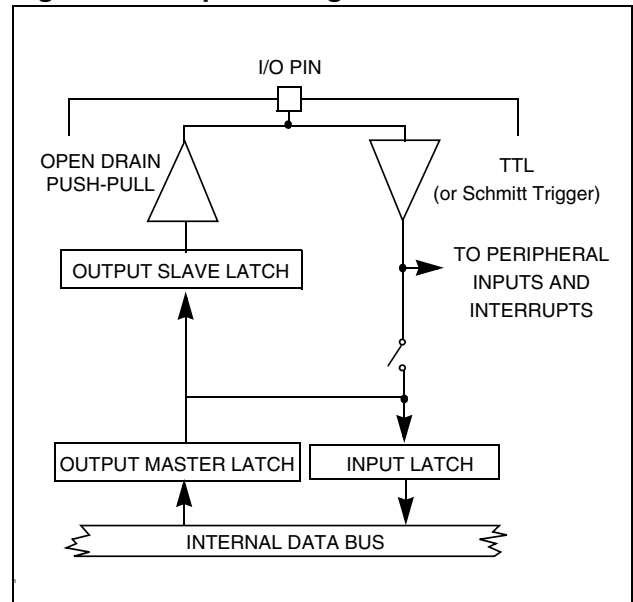 I/O PIN
OPEN DRAIN
PUSH-PULL
TTL
(or Schmitt Trigger)
OUTPUT SLAVE LATCH
TO PERIPHERAL
INPUTS AND
INTERRUPTS
OUTPUT MASTER LATCH
INPUT LATCH
INTERNAL DATA BUS